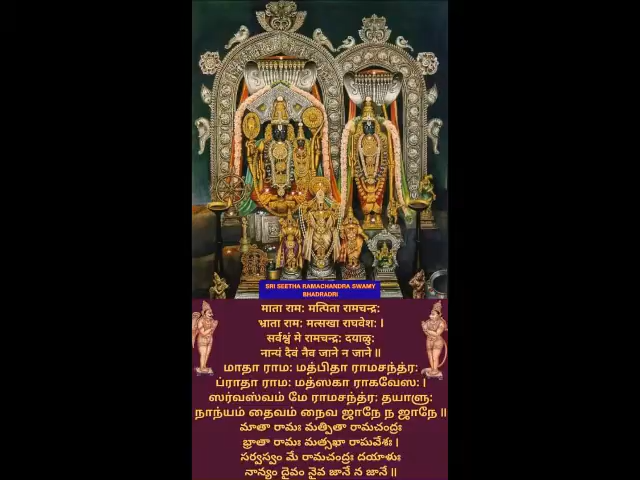 SRI SEETHA RAMACHANDRA SWAMY
BHADRADRI
माता राम: मत्पिता रामचन्द्र:
भ्राता राम: मत्सखा राघवेश: ।
सर्वश्वं मे रामचन्द्र: दयाळु:
नान्यं दैवं नैव जाने न जाने ॥
மாதா ராம: மத்பிதா ராமசந்த்ர:
ப்ராதா ராம: மத்ஸகா ராகவேஸ: ।
ஸர்வஸ்வம் மே ராமசந்த்ர: தயாளு:
நாந்யம் தைவம் நைவ ஜாநே ந ஜாநே ॥
మాతా రామః మత్పితా రామచంద్రః
భ్రాతా రామః మత్సఖా రాఘవేశః ।
సర్వస్వం మే రామచంద్రః దయాళుః
నాన్యం దైవం నైవ జానే న జానే ॥